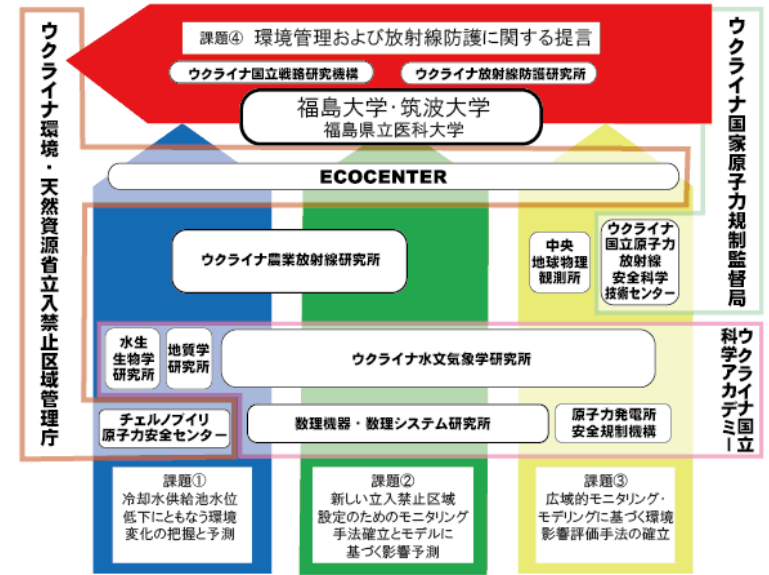 課題④ 環境管理および放射線防護に関する提言
ウクライナ国立戦略研究機構
ウクライナ放射線防護研究所
福島大学・筑波大学
福島県立医科大学
ECOCENTER
ウクライナ環境・天然資源省立入禁止区域管理庁
ウクライナ国家原子力規制監督局
ウクライナ農業放射線研究所
中央
地球物理
観測所
ウクライナ
国立原子力
放射線
安全科学
技術センター
水生
生物学
研究所
地質学
研究所
ウクライナ水文気象学研究所
ウクライナ国立
科学アカデミー
チェルノブイリ
原子力安全センター
数理機器・数理システム研究所
原子力発電所
安全規制機構
課題①
冷却水供給池水位
低下にともなう環境
変化の把握と予測
課題②
新しい立入禁止区域
設定のためのモニタリング
手法確立とモデルに
基づく影響予測
課題③
広域的モニタリング・
モデリングに基づく環境
影響評価手法の確立